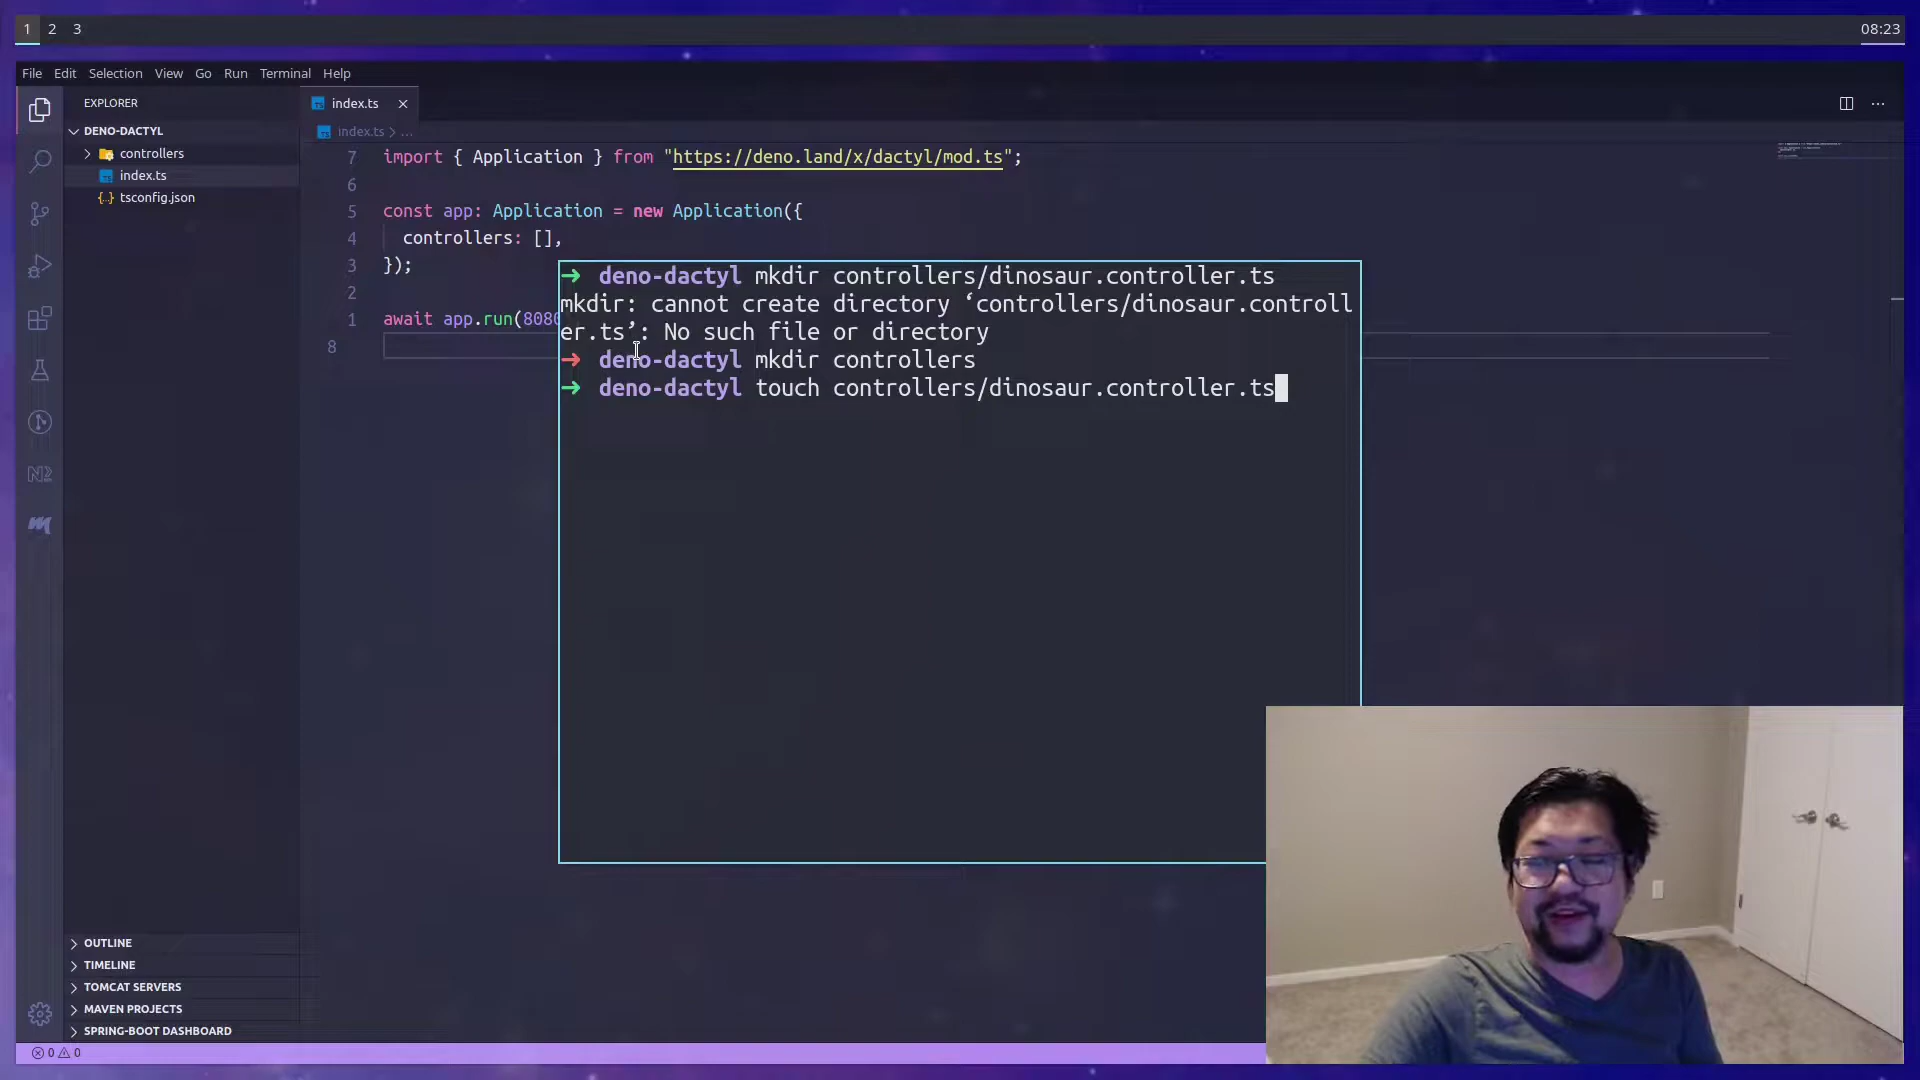 1 2 3
08:23
File Edit Selection View Go Run Terminal Help
EXPLORER
DENO-DACTYL
controllers
index.ts
{..} tsconfig.json
OUTLINE
TIMELINE
TOMCAT SERVERS
MAVEN PROJECTS
SPRING-BOOT DASHBOARD
0 0
TS index.ts
TS index.ts > ...
7 import { Application } from "https://deno.land/x/dactyl/mod.ts";
6
5 const app: Application = new Application({
4 controllers: [],
3 });
2
1 await app.run(8080
8
→ deno-dactyl mkdir controllers/dinosaur.controller.ts
mkdir: cannot create directory ‘controllers/dinosaur.controll
er.ts’: No such file or directory
→ deno-dactyl mkdir controllers
→ deno-dactyl touch controllers/dinosaur.controller.ts